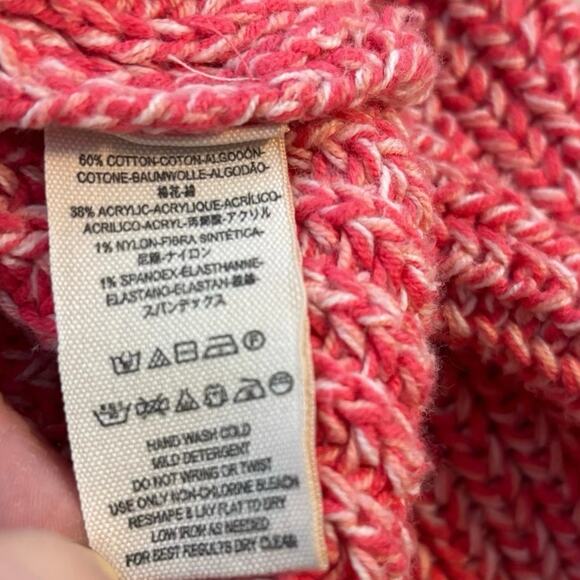 60% COTTON-COTON-ALGODÓN-
COTONE-BAUMWOLLE-ALGODÃO-
棉花-綿
38% ACRYLIC-ACRYLIQUE-ACRÍLICO-
ACRILICO-ACRYL-丙烯酸-アクリル
1% NYLON-FIBRA SINTÉTICA-
尼龍-ナイロン
1% SPANDEX-ÉLASTHANNE-
ELASTANO-ELASTAN-ELASTANO-
スパンデックス
HAND WASH COLD
MILD DETERGENT
DO NOT WRING OR TWIST
USE ONLY NON-CHLORINE BLEACH
RESHAPE & LAY FLAT TO DRY
LOW IRON AS NEEDED
FOR BEST RESULTS DRY CLEAN